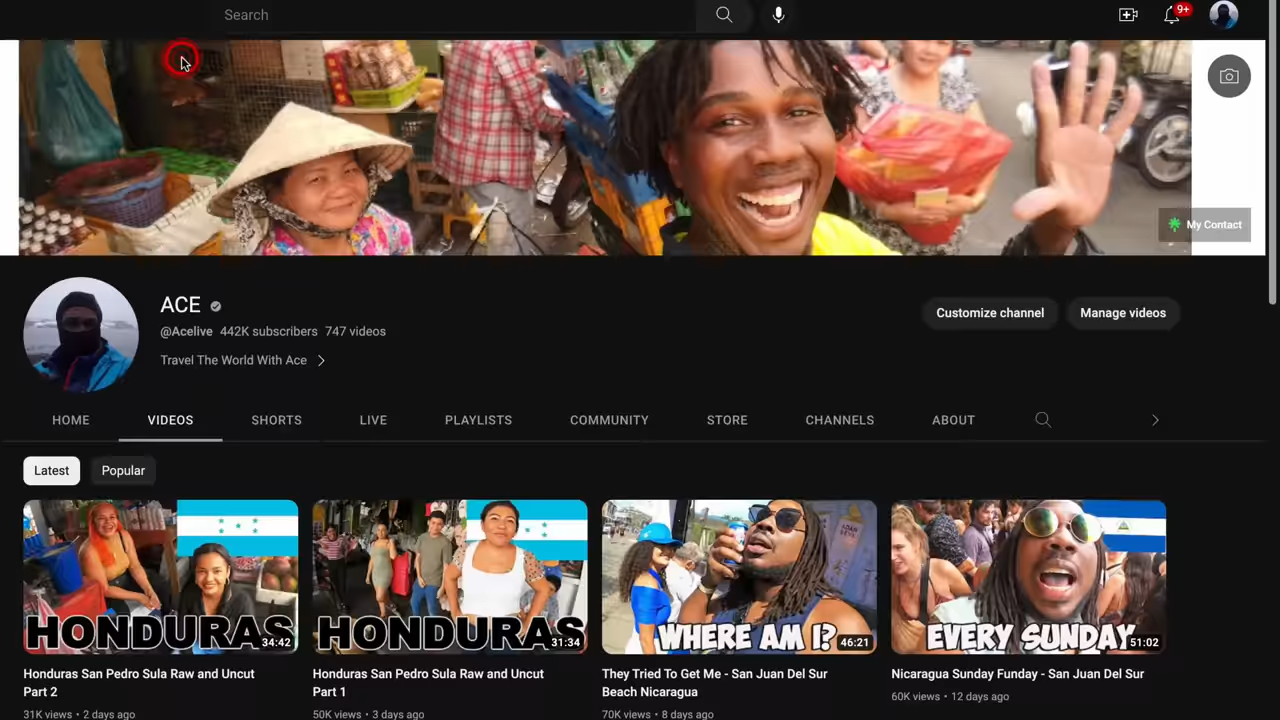 Search
9+
My Contact
ACE
@Acelive 442K subscribers 747 videos
Customize channel
Manage videos
Travel The World With Ace
HOME VIDEOS SHORTS LIVE PLAYLISTS COMMUNITY STORE CHANNELS ABOUT
Latest Popular
HONDURAS
34:42
HONDURAS
31:34
WHERE AM I?
46:21
EVERY SUNDAY
51:02
Honduras San Pedro Sula Raw and Uncut
Part 2
31K views • 2 days ago
Honduras San Pedro Sula Raw and Uncut
Part 1
50K views • 3 days ago
They Tried To Get Me - San Juan Del Sur
Beach Nicaragua
70K views • 8 days ago
Nicaragua Sunday Funday - San Juan Del Sur
60K views • 12 days ago